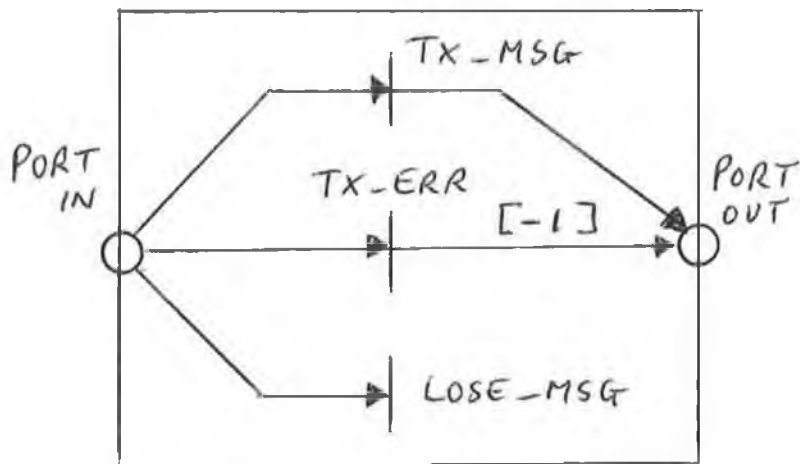 TX_MSG
PORT
IN
TX_ERR
[-1]
PORT
OUT
LOSE_MSG